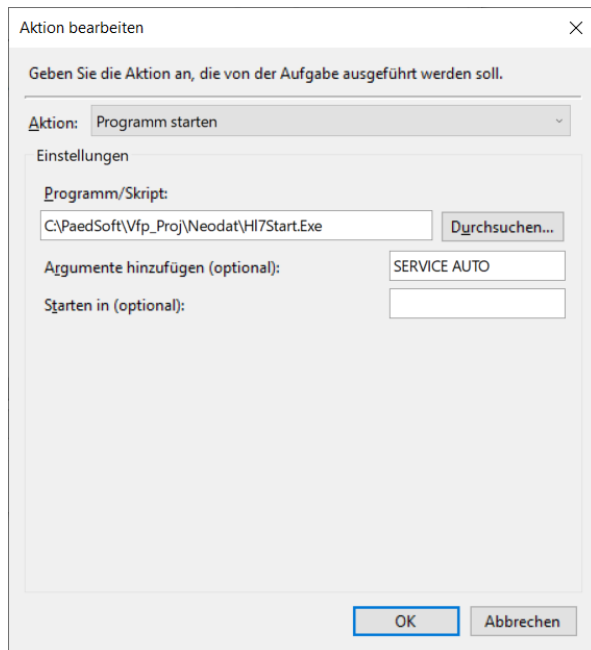 Aktion bearbeiten
Geben Sie die Aktion an, die von der Aufgabe ausgeführt werden soll.
Aktion: Programm starten
Einstellungen
Programm/Skript:
C:\PaedSoft\Vfp_Proj\Neodat\Hl7Start.Exe Durchsuchen...
Argumente hinzufügen (optional): SERVICE AUTO
Starten in (optional):
OK Abbrechen